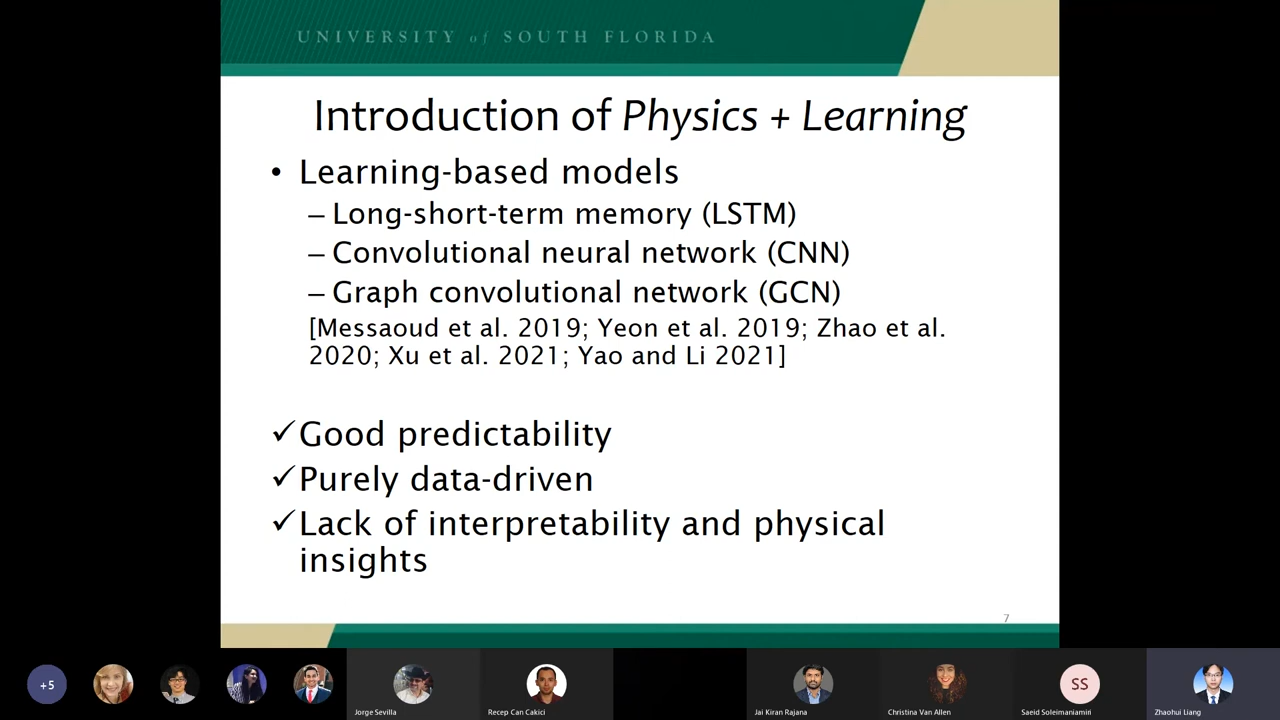 UNIVERSITY of SOUTH FLORIDA
Introduction of Physics + Learning
• Learning-based models
– Long-short-term memory (LSTM)
– Convolutional neural network (CNN)
– Graph convolutional network (GCN)
[Messaoud et al. 2019; Yeon et al. 2019; Zhao et al.
2020; Xu et al. 2021; Yao and Li 2021]
✓Good predictability
✓Purely data-driven
✓Lack of interpretability and physical
insights
7
+5
SS
Jorge Sevilla
Recep Can Cakici
Jai Kiran Rajana
Christina Van Allen
Saeid Soleimaniamiri
Zhaohui Liang